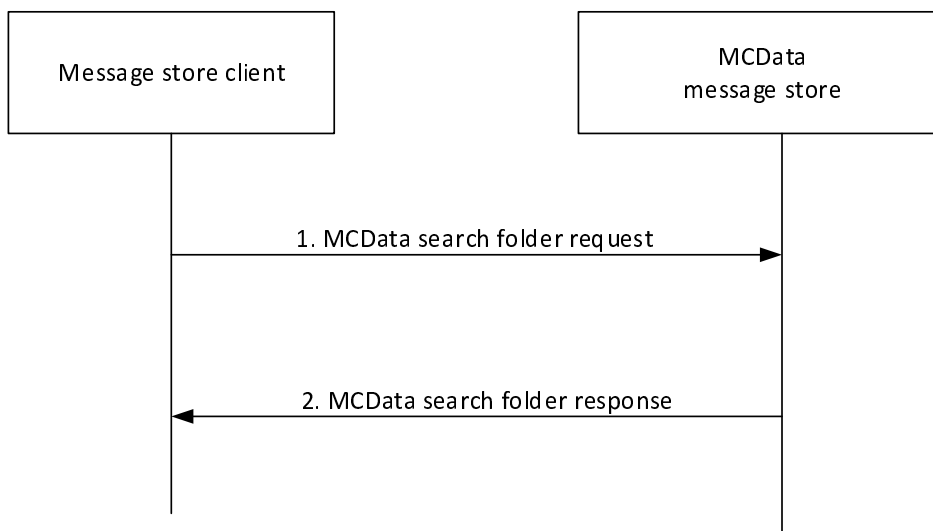 Message store client
MCData
message store
1. MCData search folder request
2. MCData search folder response